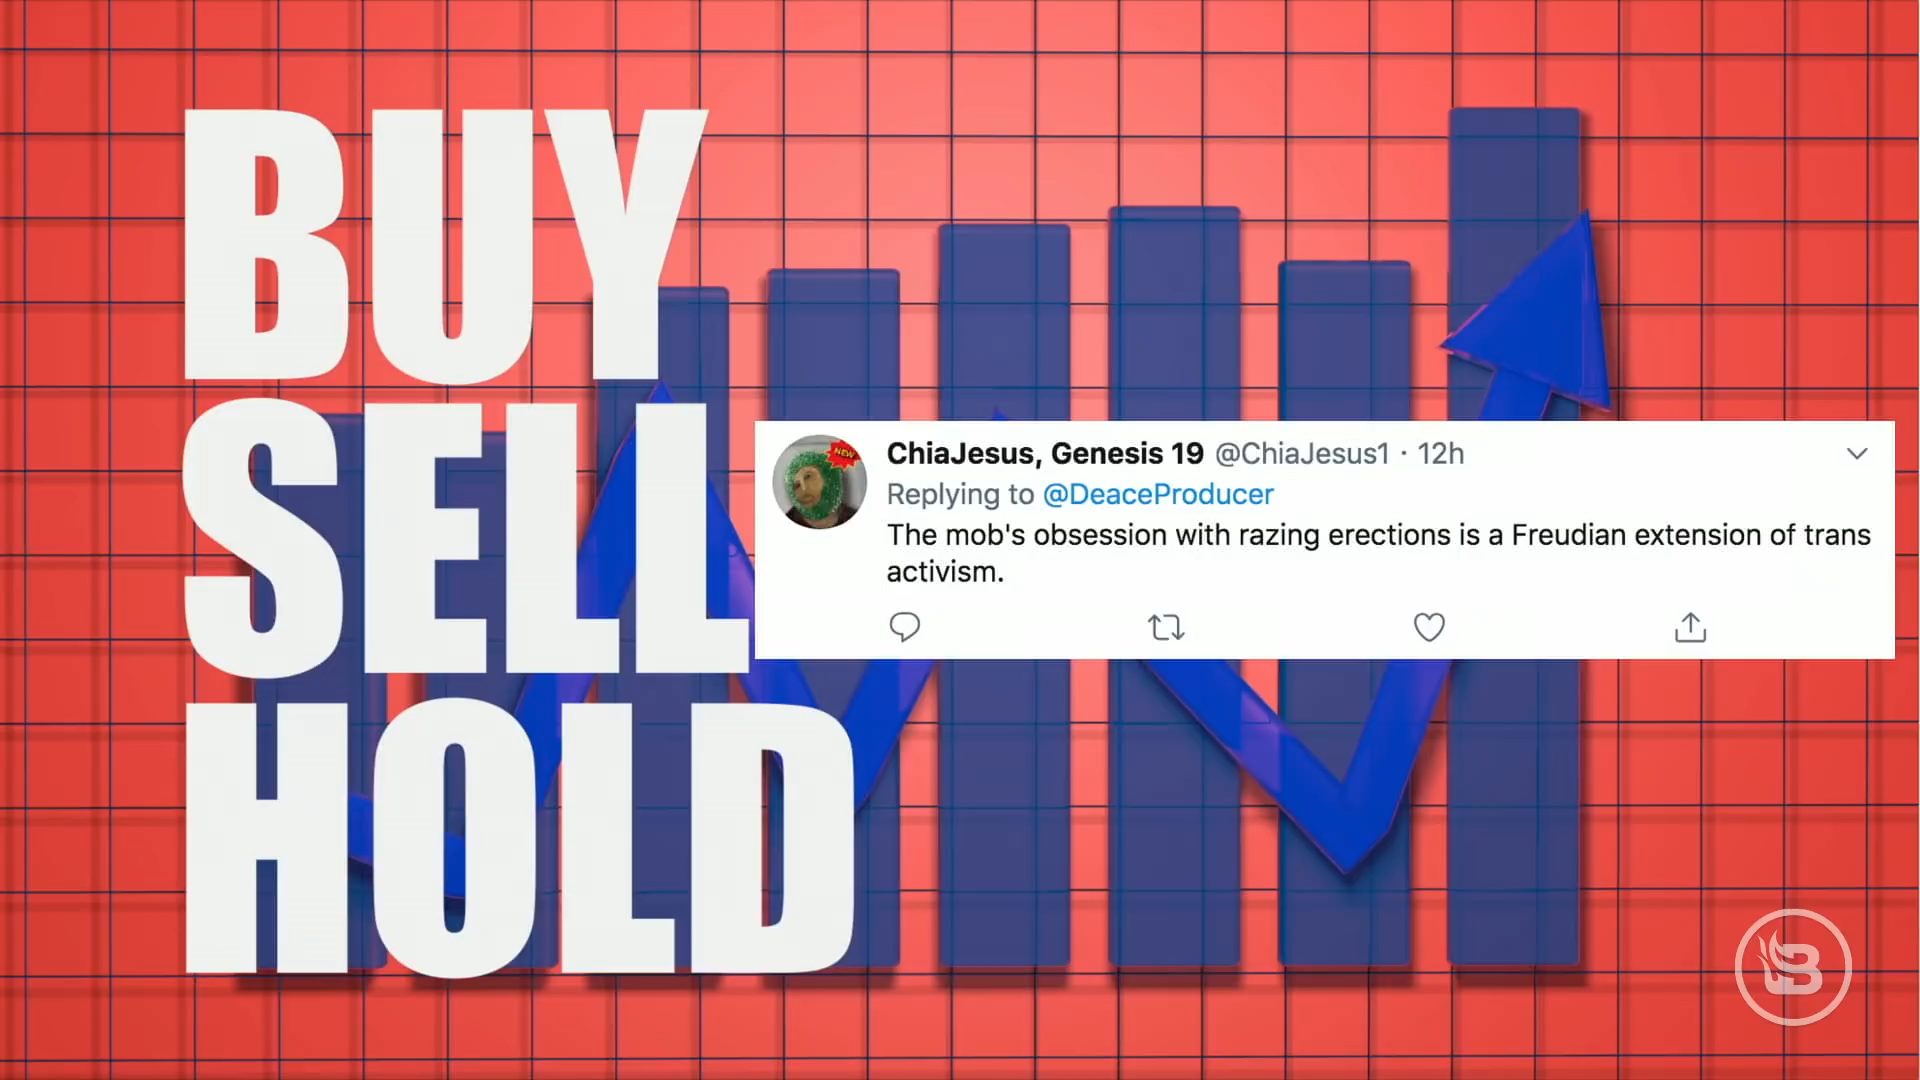 BUY
SELL
HOLD
NEW
ChiaJesus, Genesis 19 @ChiaJesus1 · 12h
Replying to @DeaceProducer
The mob's obsession with razing erections is a Freudian extension of trans
activism.
B